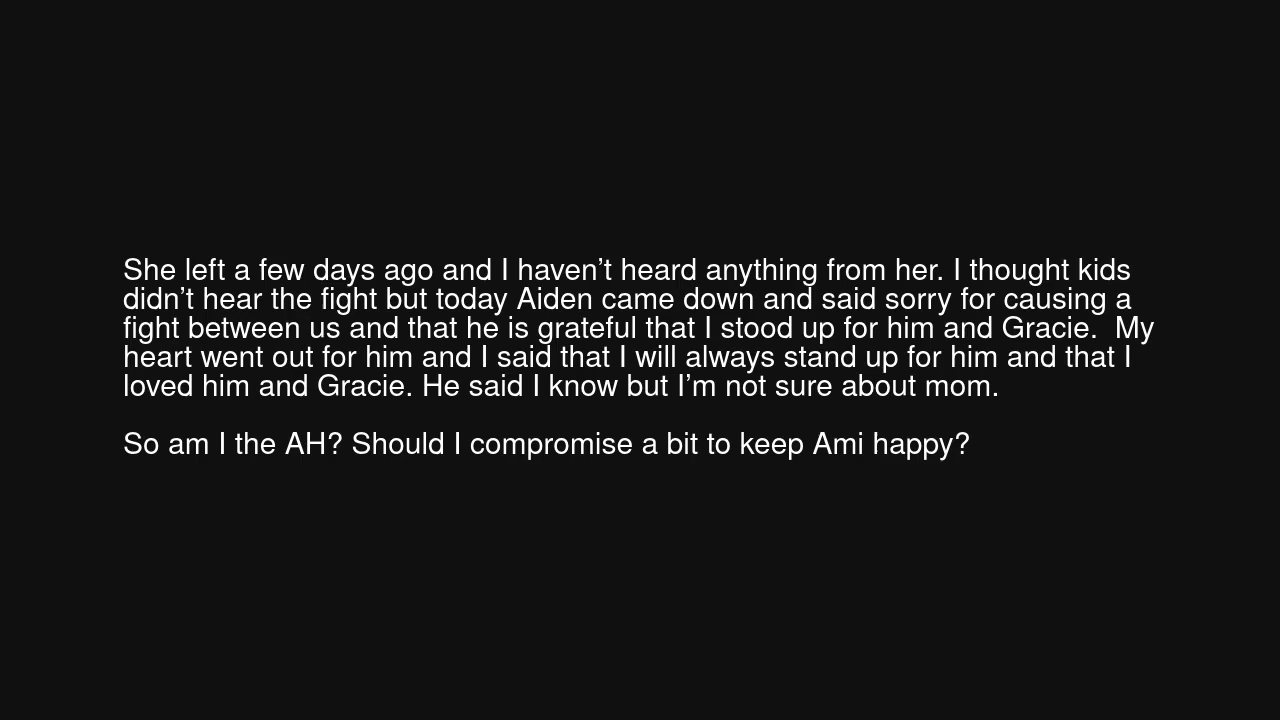 She left a few days ago and I haven’t heard anything from her. I thought kids
didn’t hear the fight but today Aiden came down and said sorry for causing a
fight between us and that he is grateful that I stood up for him and Gracie.  My
heart went out for him and I said that I will always stand up for him and that I
loved him and Gracie. He said I know but I’m not sure about mom.
So am I the AH? Should I compromise a bit to keep Ami happy?